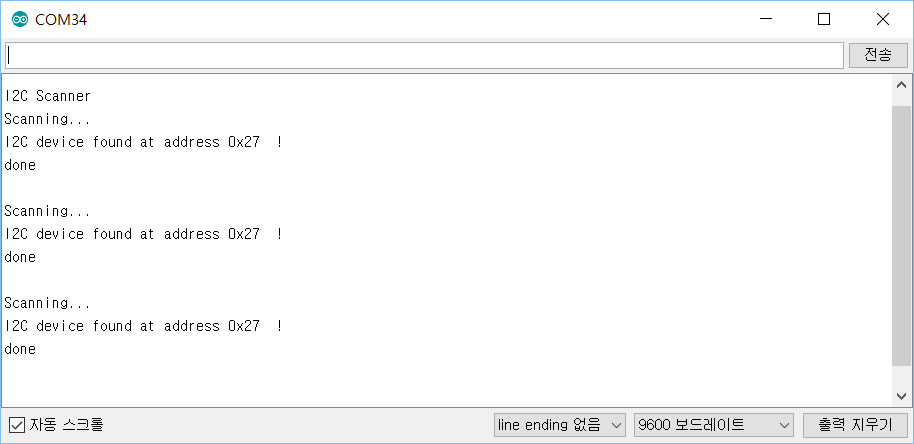 COM34
전송
I2C Scanner
Scanning...
I2C device found at address 0x27  !
done
Scanning...
I2C device found at address 0x27  !
done
Scanning...
I2C device found at address 0x27  !
done
자동 스크롤
line ending 없음
9600 보드레이트
출력 지우기